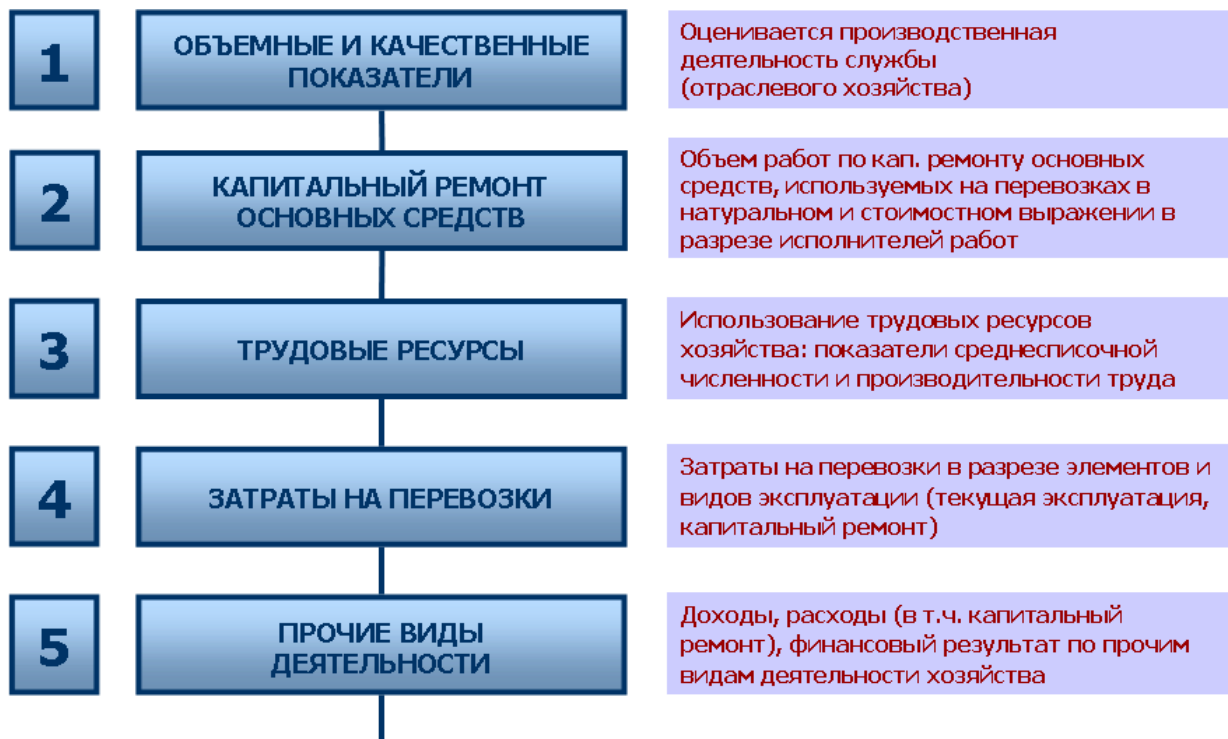 1
ОБЪЕМНЫЕ И КАЧЕСТВЕННЫЕ
ПОКАЗАТЕЛИ
Оценивается производственная
деятельность службы
(отраслевого хозяйства)
2
КАПИТАЛЬНЫЙ РЕМОНТ
ОСНОВНЫХ СРЕДСТВ
Объем работ по кап. ремонту основных
средств, используемых на перевозках в
натуральном и стоимостном выражении в
разрезе исполнителей работ
3
ТРУДОВЫЕ РЕСУРСЫ
Использование трудовых ресурсов
хозяйства: показатели среднесписочной
численности и производительности труда
4
ЗАТРАТЫ НА ПЕРЕВОЗКИ
Затраты на перевозки в разрезе элементов и
видов эксплуатации (текущая эксплуатация,
капитальный ремонт)
5
ПРОЧИЕ ВИДЫ
ДЕЯТЕЛЬНОСТИ
Доходы, расходы (в т.ч. капитальный
ремонт), финансовый результат по прочим
видам деятельности хозяйства